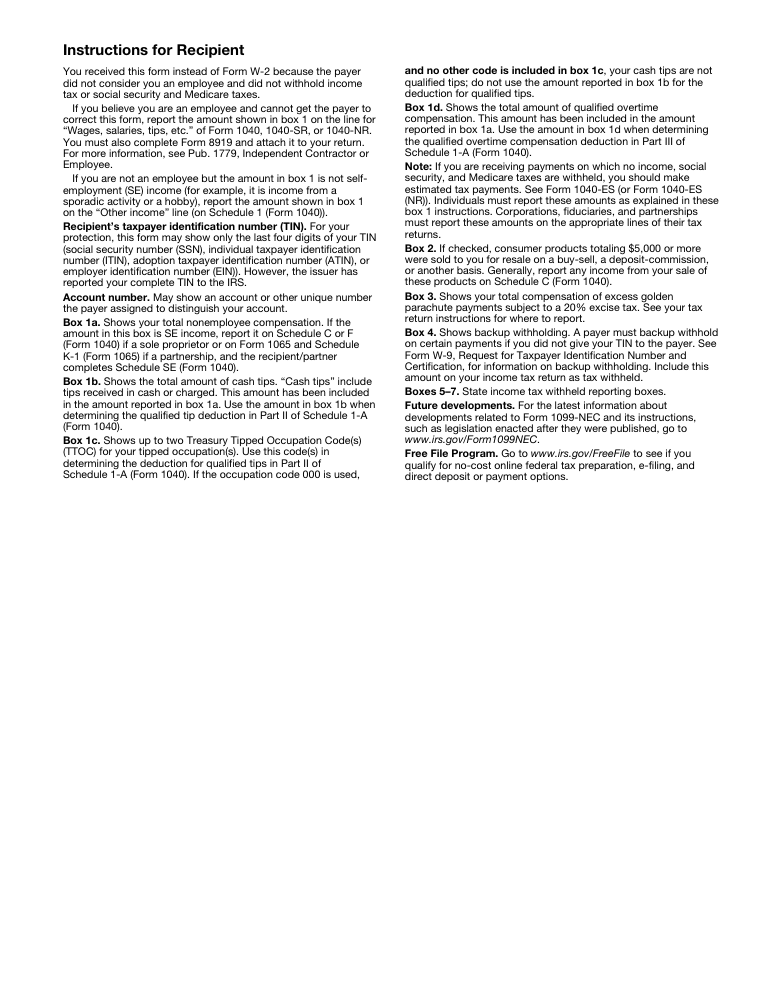 Instructions for Recipient
You received this form instead of Form W-2 because the payer
did not consider you an employee and did not withhold income
tax or social security and Medicare taxes.
If you believe you are an employee and cannot get the payer to
correct this form, report the amount shown in box 1 on the line for
“Wages, salaries, tips, etc.” of Form 1040, 1040-SR, or 1040-NR.
You must also complete Form 8919 and attach it to your return.
For more information, see Pub. 1779, Independent Contractor or
Employee.
If you are not an employee but the amount in box 1 is not self-
employment (SE) income (for example, it is income from a
sporadic activity or a hobby), report the amount shown in box 1
on the “Other income” line (on Schedule 1 (Form 1040)).
Recipient’s taxpayer identification number (TIN). For your
protection, this form may show only the last four digits of your TIN
(social security number (SSN), individual taxpayer identification
number (ITIN), adoption taxpayer identification number (ATIN), or
employer identification number (EIN)). However, the issuer has
reported your complete TIN to the IRS.
Account number. May show an account or other unique number
the payer assigned to distinguish your account.
Box 1a. Shows your total nonemployee compensation. If the
amount in this box is SE income, report it on Schedule C or F
(Form 1040) if a sole proprietor or on Form 1065 and Schedule
K-1 (Form 1065) if a partnership, and the recipient/partner
completes Schedule SE (Form 1040).
Box 1b. Shows the total amount of cash tips. “Cash tips” include
tips received in cash or charged. This amount has been included
in the amount reported in box 1a. Use the amount in box 1b when
determining the qualified tip deduction in Part II of Schedule 1-A
(Form 1040).
Box 1c. Shows up to two Treasury Tipped Occupation Code(s)
(TTOC) for your tipped occupation(s). Use this code(s) in
determining the deduction for qualified tips in Part II of
Schedule 1-A (Form 1040). If the occupation code 000 is used,
and no other code is included in box 1c, your cash tips are not
qualified tips; do not use the amount reported in box 1b for the
deduction for qualified tips.
Box 1d. Shows the total amount of qualified overtime
compensation. This amount has been included in the amount
reported in box 1a. Use the amount in box 1d when determining
the qualified overtime compensation deduction in Part III of
Schedule 1-A (Form 1040).
Note: If you are receiving payments on which no income, social
security, and Medicare taxes are withheld, you should make
estimated tax payments. See Form 1040-ES (or Form 1040-ES
(NR)). Individuals must report these amounts as explained in these
box 1 instructions. Corporations, fiduciaries, and partnerships
must report these amounts on the appropriate lines of their tax
returns.
Box 2. If checked, consumer products totaling $5,000 or more
were sold to you for resale on a buy-sell, a deposit-commission,
or another basis. Generally, report any income from your sale of
these products on Schedule C (Form 1040).
Box 3. Shows your total compensation of excess golden
parachute payments subject to a 20% excise tax. See your tax
return instructions for where to report.
Box 4. Shows backup withholding. A payer must backup withhold
on certain payments if you did not give your TIN to the payer. See
Form W-9, Request for Taxpayer Identification Number and
Certification, for information on backup withholding. Include this
amount on your income tax return as tax withheld.
Boxes 5–7. State income tax withheld reporting boxes.
Future developments. For the latest information about
developments related to Form 1099-NEC and its instructions,
such as legislation enacted after they were published, go to
www.irs.gov/Form1099NEC.
Free File Program. Go to www.irs.gov/FreeFile to see if you
qualify for no-cost online federal tax preparation, e-filing, and
direct deposit or payment options.